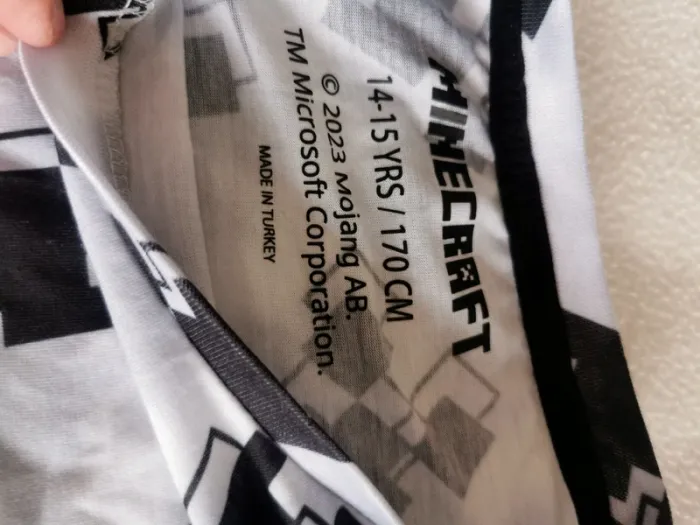 MINECRAFT
14-15 YRS / 170 CM
© 2023 Mojang AB.
TM Microsoft Corporation.
MADE IN TURKEY